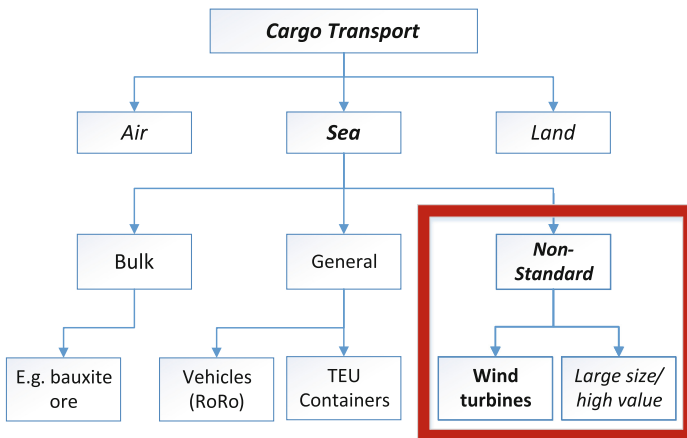 Cargo Transport
Air
Sea
Land
Bulk
General
Non-
Standard
E.g. bauxite
ore
Vehicles
(RoRo)
TEU
Containers
Wind
turbines
Large size/
high value